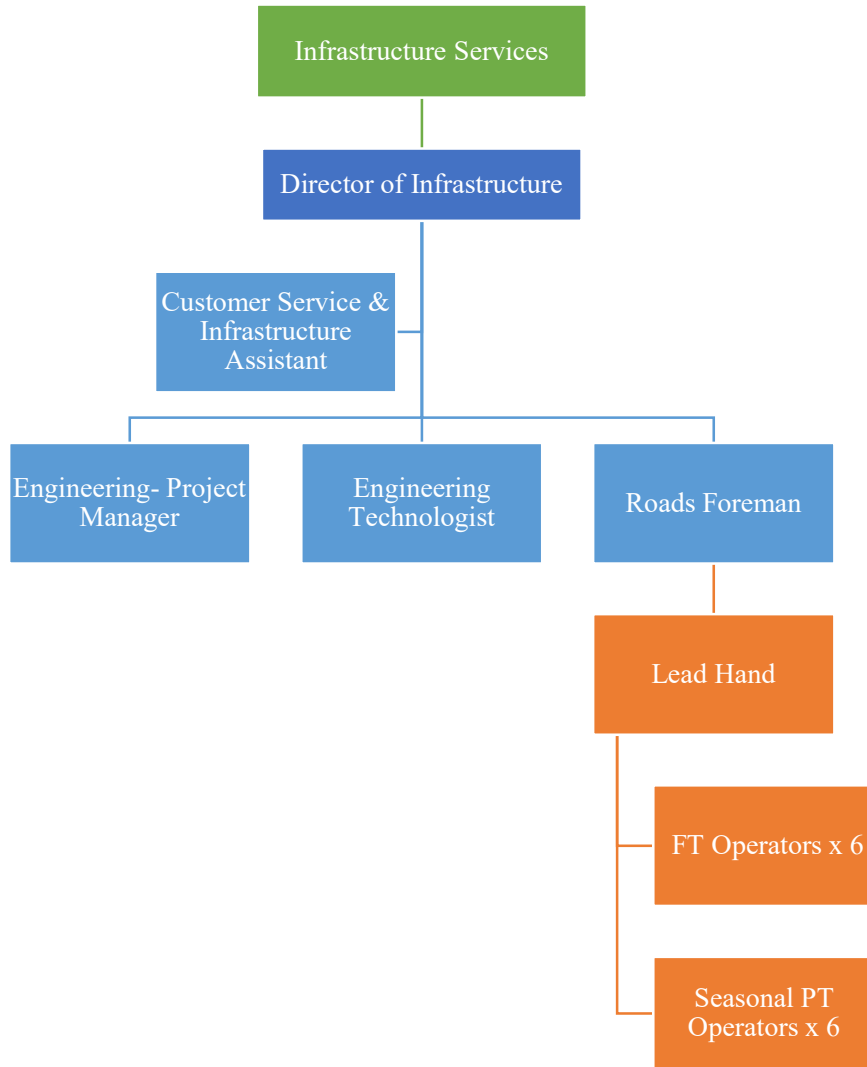 Infrastructure Services
Director of Infrastructure
Customer Service &
Infrastructure
Assistant
Engineering- Project
Manager
Engineering
Technologist
Roads Foreman
Lead Hand
FT Operators x 6
Seasonal PT
Operators x 6